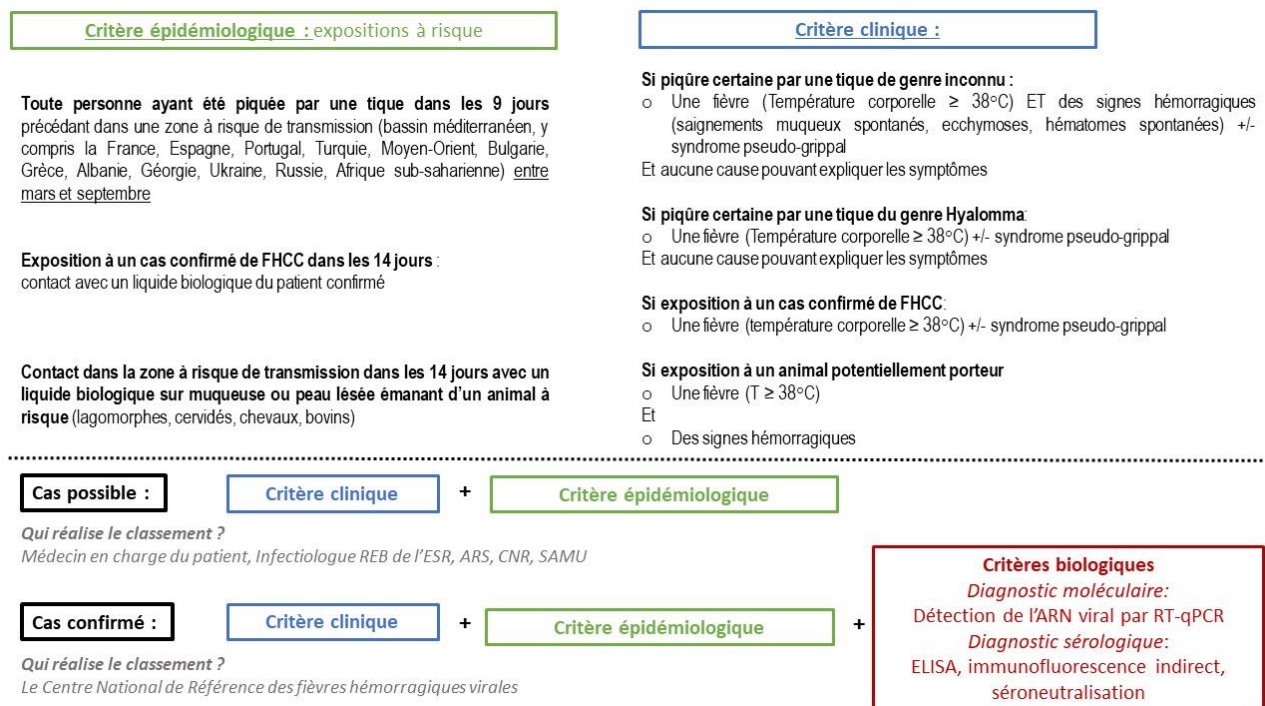 Critère épidémiologique : expositions à risque
Toute personne ayant été piquée par une tique dans les 9 jours
précédant dans une zone à risque de transmission (bassin méditerranéen, y
compris la France, Espagne, Portugal, Turquie, Moyen-Orient, Bulgarie,
Grèce, Albanie, Géorgie, Ukraine, Russie, Afrique sub-saharienne) entre
mars et septembre
Exposition à un cas confirmé de FHCC dans les 14 jours :
contact avec un liquide biologique du patient confirmé
Contact dans la zone à risque de transmission dans les 14 jours avec un
liquide biologique sur muqueuse ou peau lésée émanant d'un animal à
risque (lagomorphes, cervidés, chevaux, bovins)
Critère clinique :
Si piqûre certaine par une tique de genre inconnu :
o Une fièvre (Température corporelle ≥ 38°C) ET des signes hémorragiques
(saignements muqueux spontanés, ecchymoses, hématomes spontanées) +/-
syndrome pseudo-grippal
Et aucune cause pouvant expliquer les symptômes
Si piqûre certaine par une tique du genre Hyalomma:
o Une fièvre (Température corporelle ≥ 38°C) +/- syndrome pseudo-grippal
Et aucune cause pouvant expliquer les symptômes
Si exposition à un cas confirmé de FHCC:
o Une fièvre (température corporelle ≥ 38°C) +/- syndrome pseudo-grippal
Si exposition à un animal potentiellement porteur
o Une fièvre (T ≥ 38°C)
Et
o Des signes hémorragiques
Cas possible : Critère clinique + Critère épidémiologique
Qui réalise le classement ?
Médecin en charge du patient, Infectiologue REB de l'ESR, ARS, CNR, SAMU
Cas confirmé : Critère clinique + Critère épidémiologique +
Qui réalise le classement ?
Le Centre National de Référence des fièvres hémorragiques virales
Critères biologiques
Diagnostic moléculaire:
Détection de l'ARN viral par RT-qPCR
Diagnostic sérologique:
ELISA, immunofluorescence indirect,
séroneutralisation